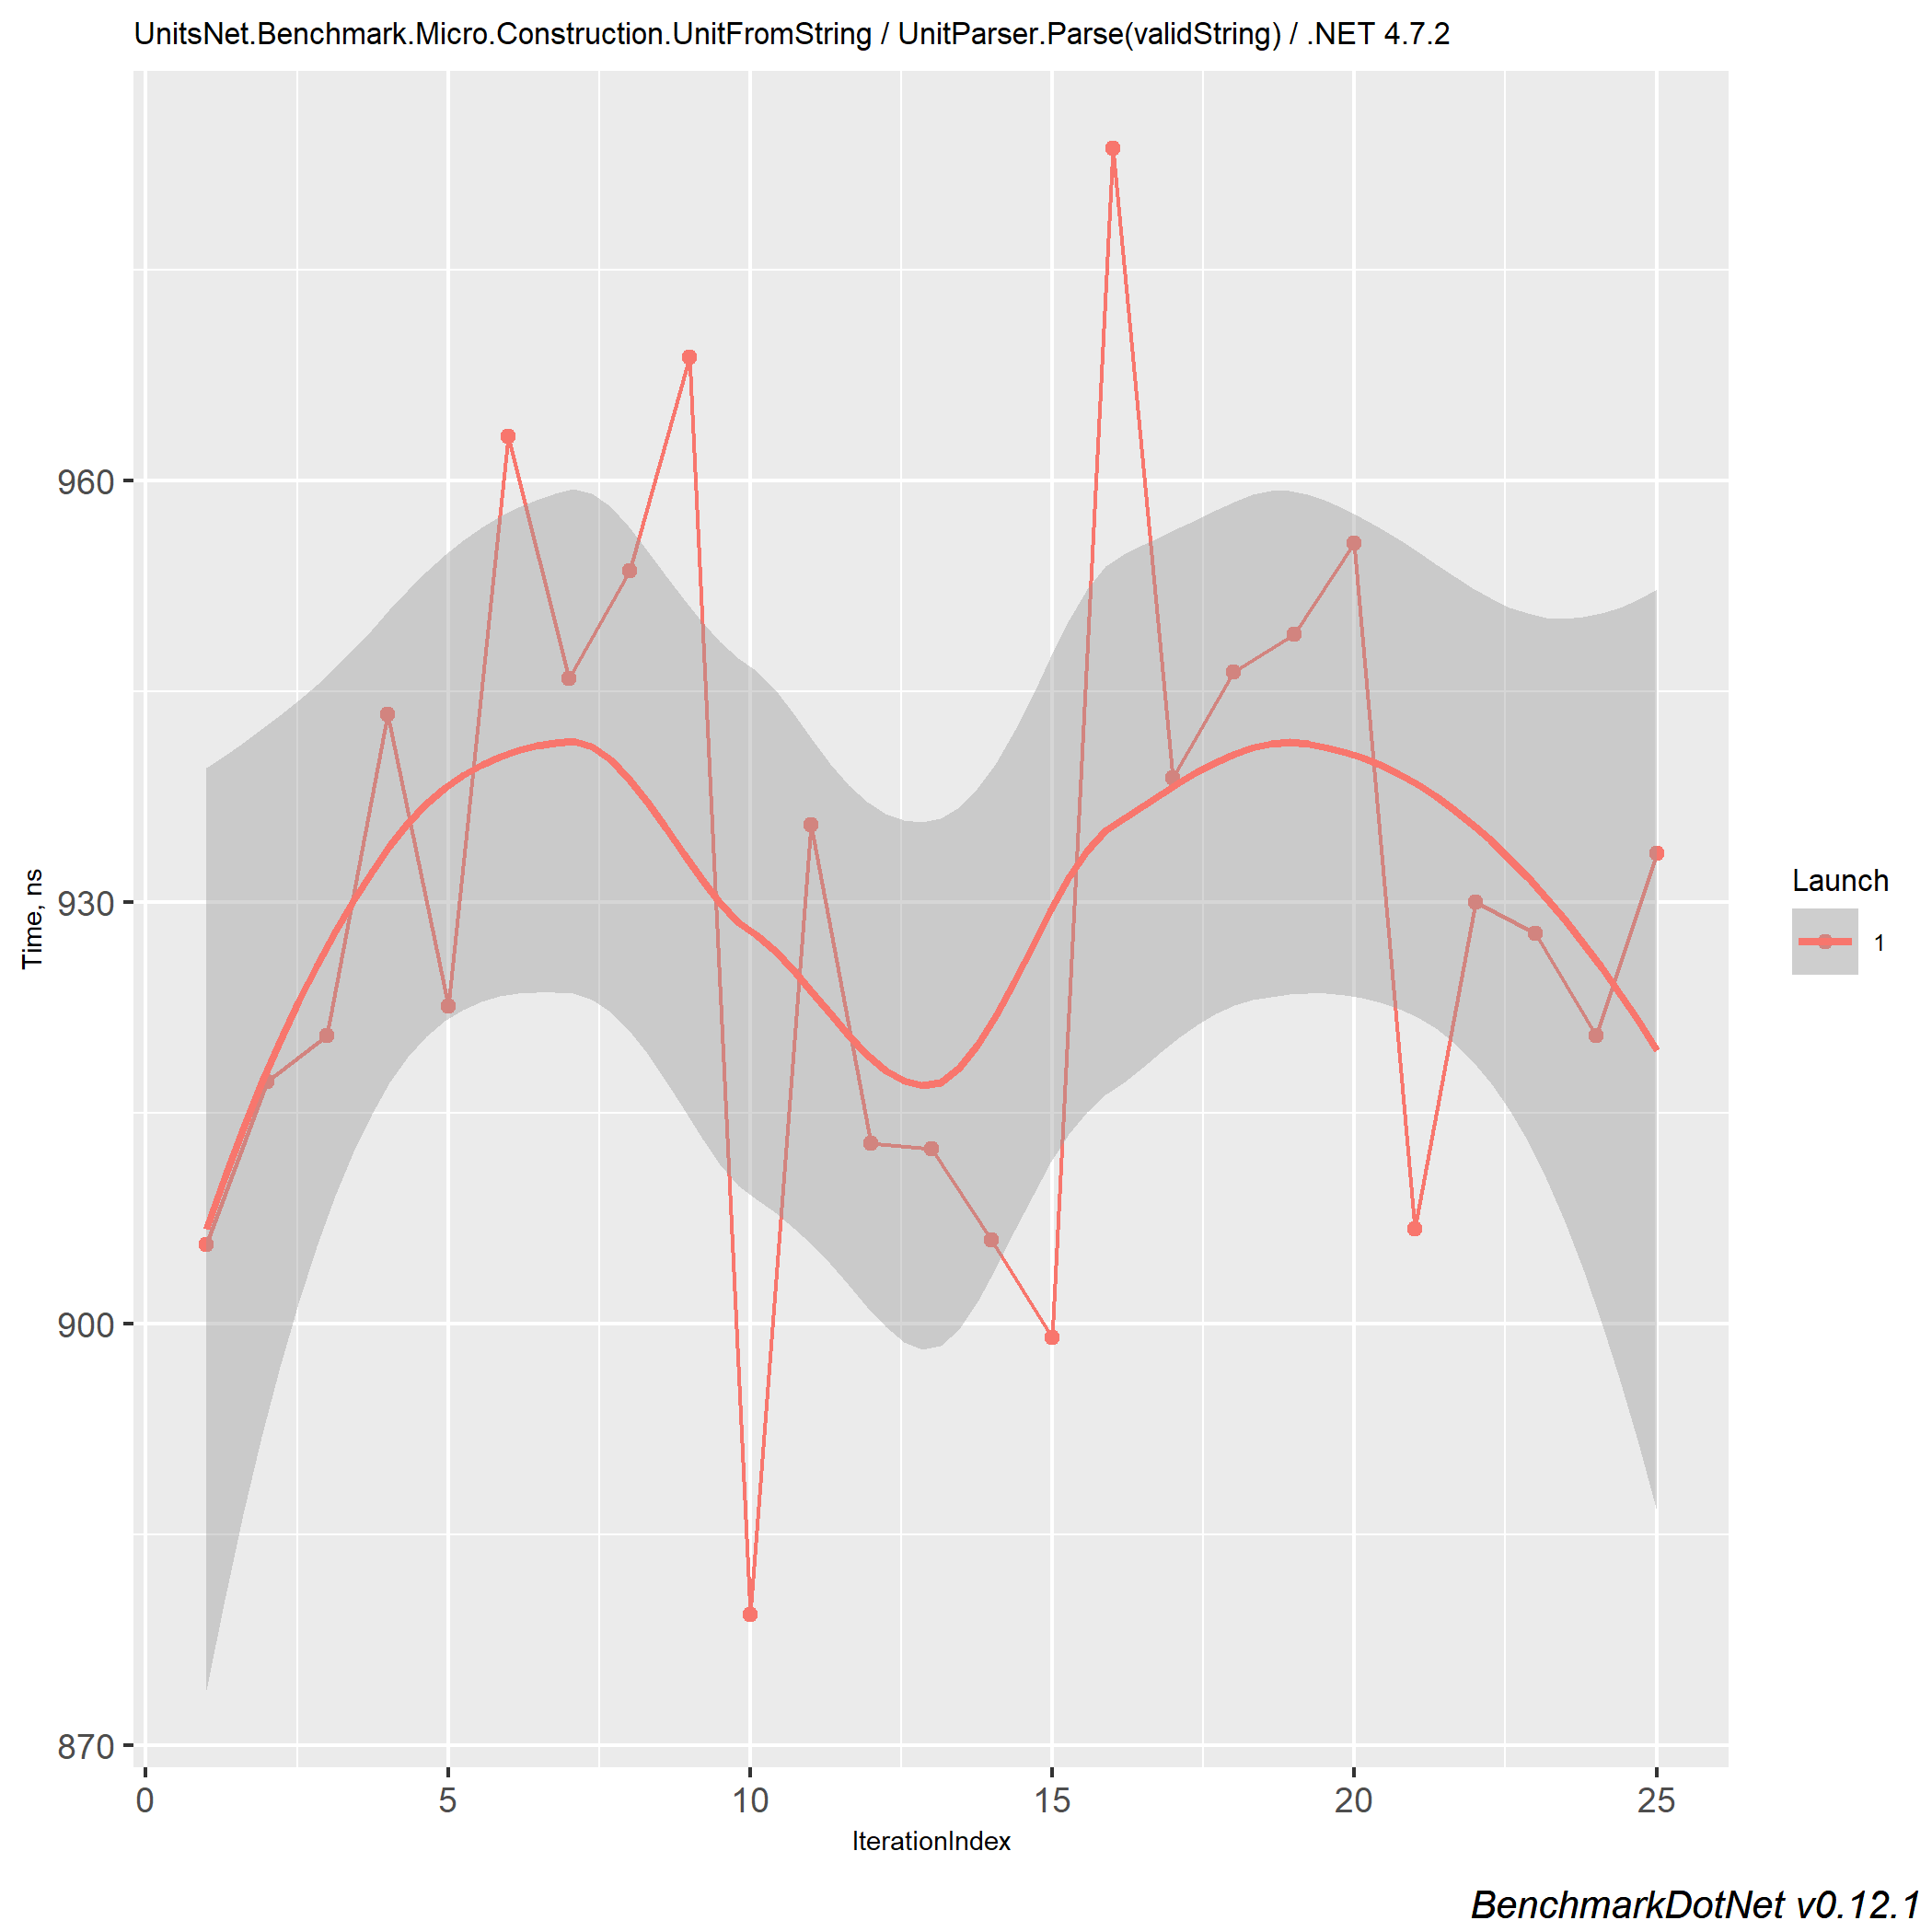 UnitsNet.Benchmark.Micro.Construction.UnitFromString / UnitParser.Parse(validString) / .NET 4.7.2
Time, ns
960
930
900
870
0 5 10 15 20 25
IterationIndex
Launch
1
BenchmarkDotNet v0.12.1